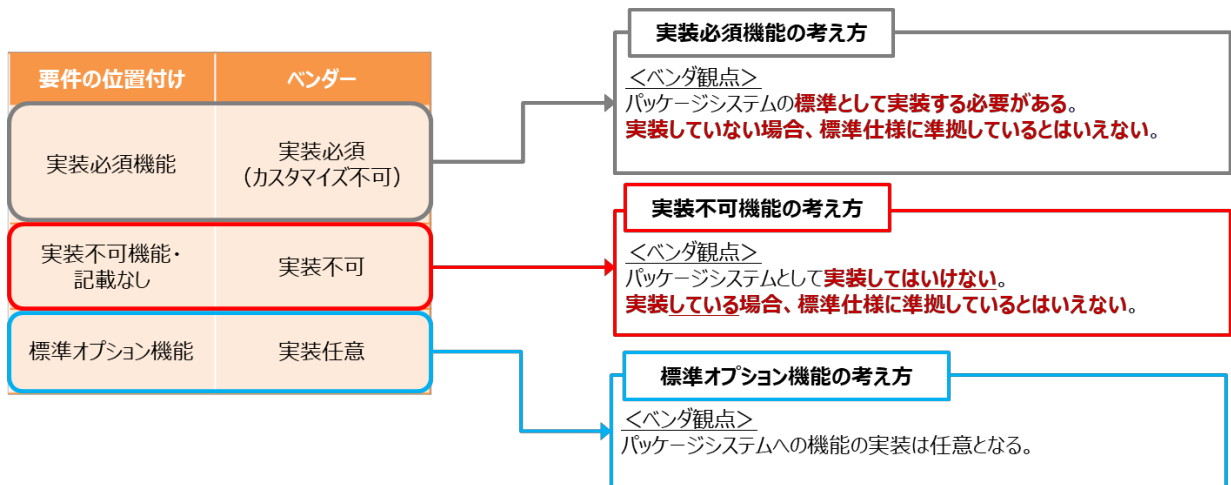 要件の位置付け
ベンダー
実装必須機能
実装必須
（カスタマイズ不可）
実装不可機能・
記載なし
実装不可
標準オプション機能
実装任意
実装必須機能の考え方
＜ベンダ観点＞
パッケージシステムの標準として実装する必要がある。
実装していない場合、標準仕様に準拠しているとはいえない。
実装不可機能の考え方
＜ベンダ観点＞
パッケージシステムとして実装してはいけない。
実装している場合、標準仕様に準拠しているとはいえない。
標準オプション機能の考え方
＜ベンダ観点＞
パッケージシステムへの機能の実装は任意となる。